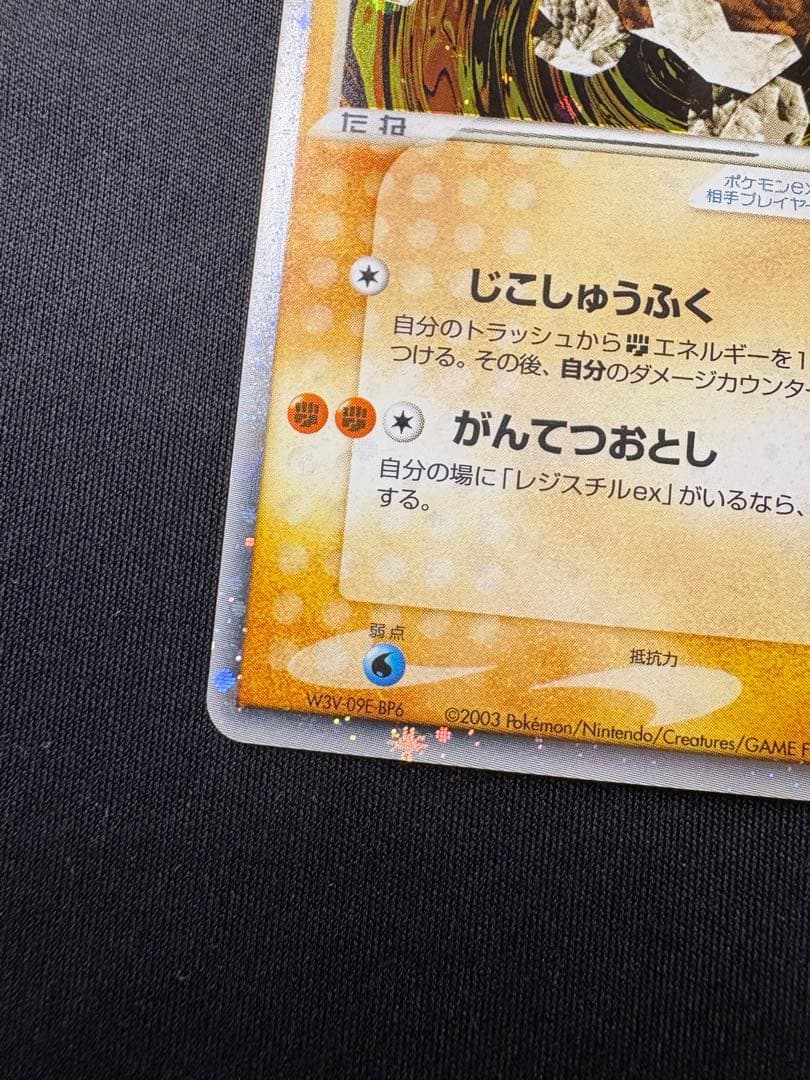 たね
ポケモンex
相手プレイヤー
じこしゅうふく
自分のトラッシュからエネルギーを1
つける。その後、自分のダメージカウンター
がんてつおとし
自分の場に「レジスチルex」がいるなら、
する。
弱点
抵抗力
W3V-09E-BP6
©2003 Pokémon/Nintendo/Creatures/GAME F